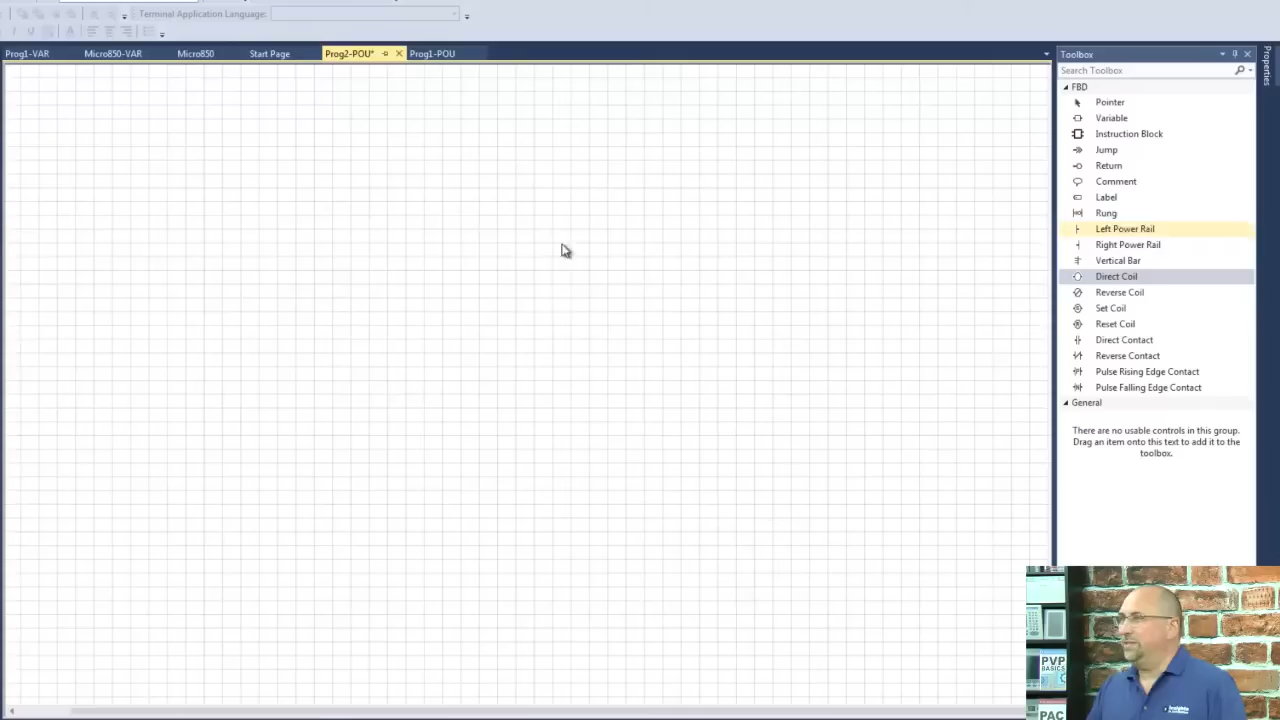 Terminal Application Language:
Prog1-VAR
Micro850-VAR
Micro850
Start Page
Prog2-POU*
Prog1-POU
Toolbox
Properties
Search Toolbox
FBD
Pointer
Variable
Instruction Block
Jump
Return
Comment
Label
Rung
Left Power Rail
Right Power Rail
Vertical Bar
Direct Coil
Reverse Coil
Set Coil
Reset Coil
Direct Contact
Reverse Contact
Pulse Rising Edge Contact
Pulse Falling Edge Contact
General
There are no usable controls in this group.
Drag an item onto this text to add it to the
toolbox.
PVP
BASICS
PAC